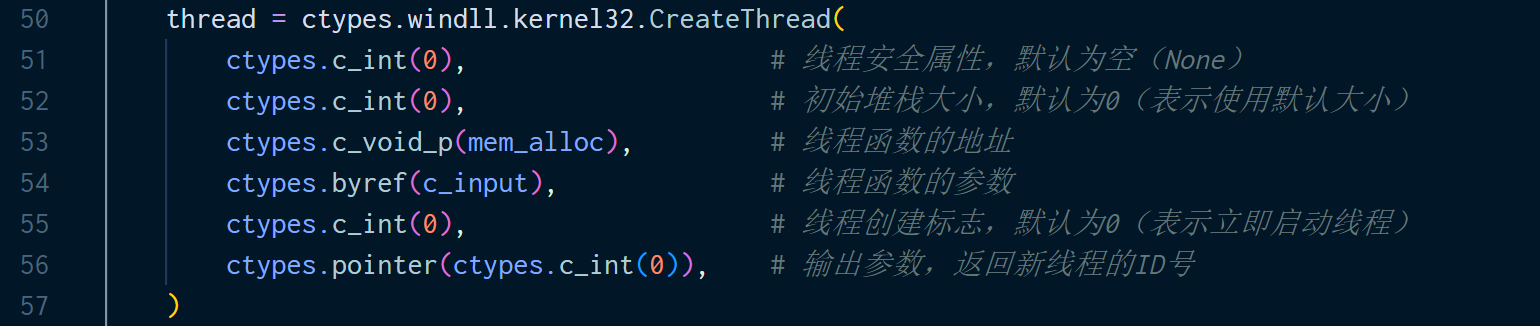 50 thread = ctypes.windll.kernel32.CreateThread(
51 ctypes.c_int(0), # 线程安全属性，默认为空（None）
52 ctypes.c_int(0), # 初始堆栈大小，默认为0（表示使用默认大小）
53 ctypes.c_void_p(mem_alloc), # 线程函数的地址
54 ctypes.byref(c_input), # 线程函数的参数
55 ctypes.c_int(0), # 线程创建标志，默认为0（表示立即启动线程）
56 ctypes.pointer(ctypes.c_int(0)), # 输出参数，返回新线程的ID号
57 )